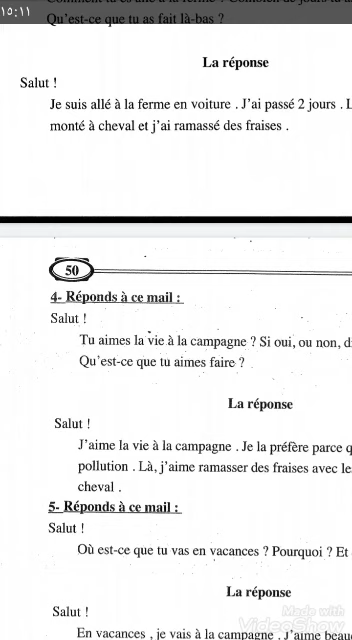 ١٥:١١
Qu'est-ce que tu as fait là-bas ?
La réponse
Salut !
Je suis allé à la ferme en voiture . J'ai passé 2 jours .
monté à cheval et j'ai ramassé des fraises .
50
4- Réponds à ce mail :
Salut !
Tu aimes la vie à la campagne ? Si oui, ou non,
Qu'est-ce que tu aimes faire ?
La réponse
Salut !
J'aime la vie à la campagne . Je la préfère parce
pollution . Là, j'aime ramasser des fraises avec
cheval .
5- Réponds à ce mail :
Salut !
Où est-ce que tu vas en vacances ? Pourquoi ? Et
La réponse
Salut !
Made with
VideoShow
En vacances , je vais à la campagne . J'aime